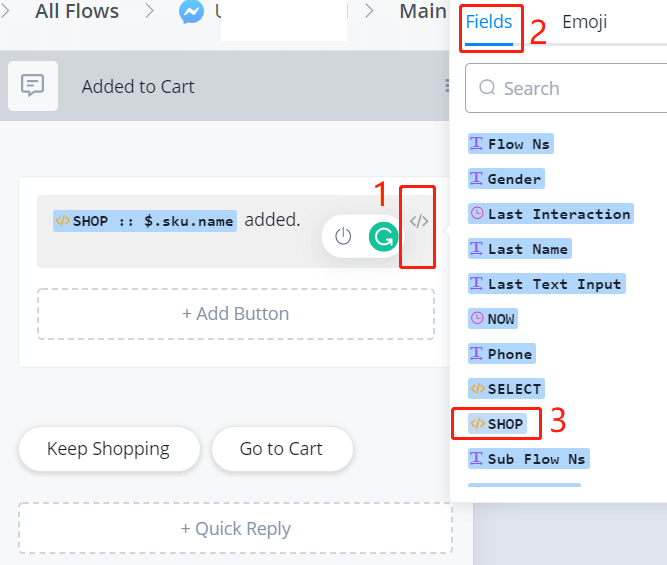 All Flows
Main
Fields
2
Emoji
Added to Cart
Search
Flow Ns
Gender
1
</> Last Interaction
</>SHOP :: $.sku.name added.
Last Name
Last Text Input
+ Add Button
NOW
Phone
</>SELECT
</>SHOP
3
Keep Shopping
Go to Cart
Sub Flow Ns
+ Quick Reply